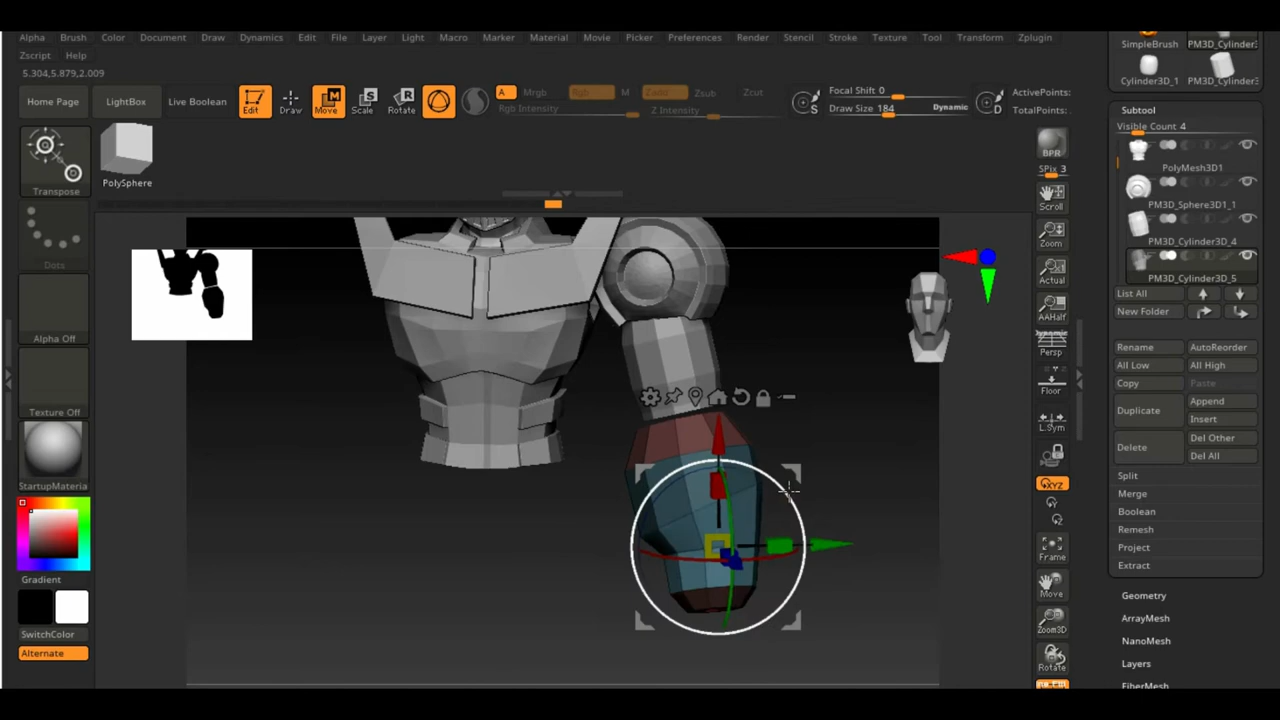 Alpha Brush Color Document Draw Dynamics Edit File Layer Light Macro Marker Material Movie Picker Preferences Render Stencil Stroke Texture Tool Transform Zplugin
Zscript Help
5.304,5.879,2.009
Home Page LightBox Live Boolean Edit Draw Move Scale Rotate
A Mrgb Rgb M Zadd Zsub Zcut
Rgb Intensity Z Intensity
S Focal Shift 0
Draw Size 184 Dynamic
D ActivePoints:
TotalPoints:
SimpleBrush PM3D_Cylinder3
Cylinder3D_1 PM3D_Cylinder3
Subtool
Visible Count 4
PolyMesh3D1
PM3D_Sphere3D1_1
PM3D_Cylinder3D_4
PM3D_Cylinder3D_5
List All
New Folder
Rename AutoReorder
All Low All High
Copy Paste
Duplicate Append
Insert
Delete Del Other
Del All
Split
Merge
Boolean
Remesh
Project
Extract
Geometry
ArrayMesh
NanoMesh
Layers
FiberMesh
BPR
SPix 3
Scroll
Zoom
Actual
AAHalf
Dynamic
Persp
Floor
L.Sym
XYZ
Y
Z
Frame
Move
Zoom3D
Rotate
Transpose
PolySphere
Dots
Alpha Off
Texture Off
StartupMateria
Gradient
SwitchColor
Alternate